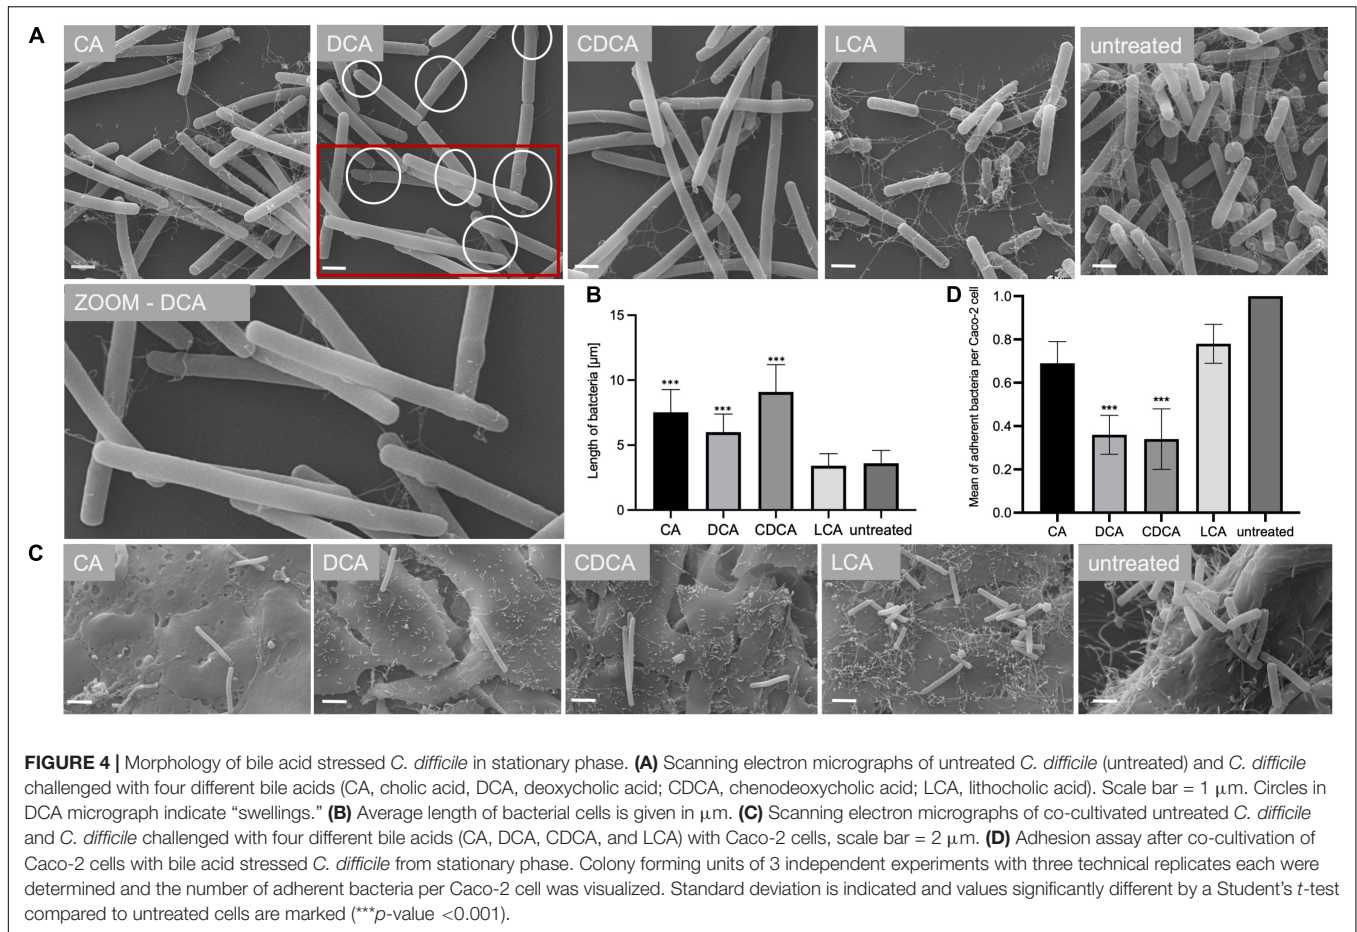 A
CA
DCA
CDCA
LCA
untreated
ZOOM - DCA
B
15
10
5
0
Length of batcteria [µm]
***
***
***
CA
DCA
CDCA
LCA
untreated
D
1.0
0.8
0.6
0.4
0.2
0.0
Mean of adherent bacteria per Caco-2 cell
***
***
CA
DCA
CDCA
LCA
untreated
C
CA
DCA
CDCA
LCA
untreated
FIGURE 4 | Morphology of bile acid stressed C. difficile in stationary phase. (A) Scanning electron micrographs of untreated C. difficile (untreated) and C. difficile
challenged with four different bile acids (CA, cholic acid, DCA, deoxycholic acid; CDCA, chenodeoxycholic acid; LCA, lithocholic acid). Scale bar = 1 µm. Circles in
DCA micrograph indicate “swellings.” (B) Average length of bacterial cells is given in µm. (C) Scanning electron micrographs of co-cultivated untreated C. difficile
and C. difficile challenged with four different bile acids (CA, DCA, CDCA, and LCA) with Caco-2 cells, scale bar = 2 µm. (D) Adhesion assay after co-cultivation of
Caco-2 cells with bile acid stressed C. difficile from stationary phase. Colony forming units of 3 independent experiments with three technical replicates each were
determined and the number of adherent bacteria per Caco-2 cell was visualized. Standard deviation is indicated and values significantly different by a Student’s t-test
compared to untreated cells are marked (***p-value <0.001).